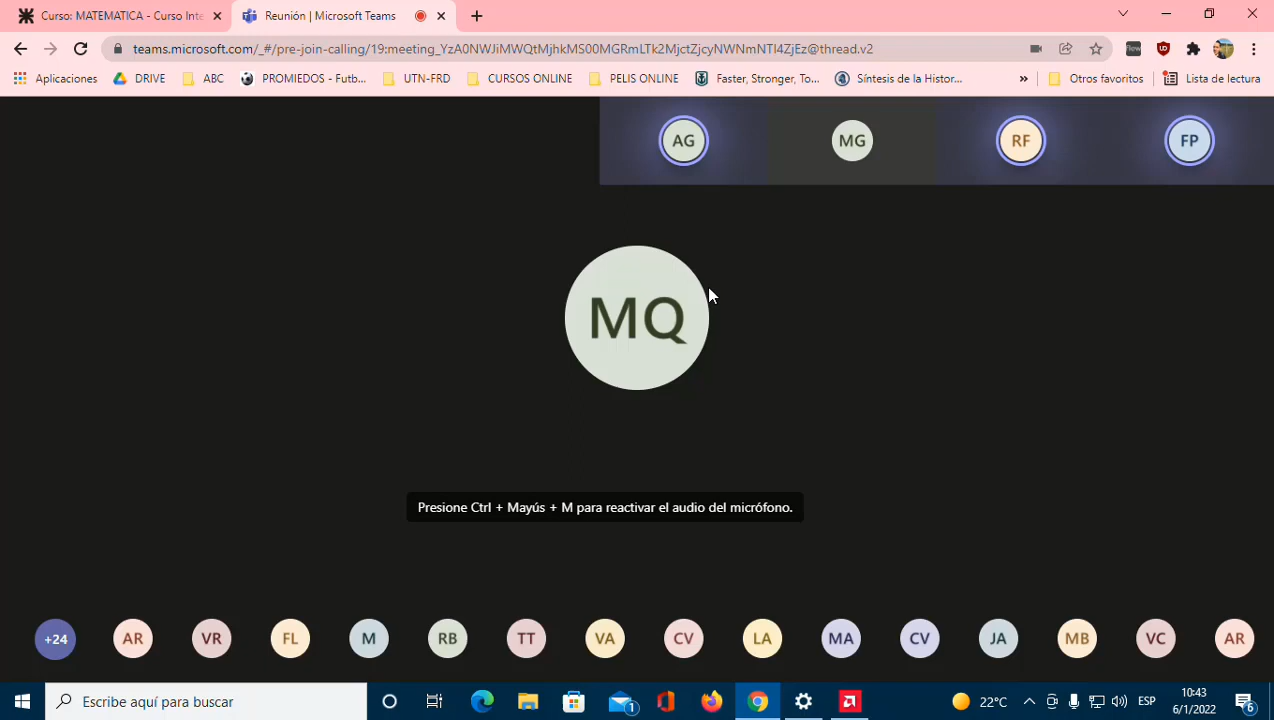 Curso: MATEMATICA - Curso Inte
Reunión | Microsoft Teams
teams.microsoft.com/_#/pre-join-calling/19:meeting_YzA0NWJiMWQtMjhkMS00MGRmLTk2MjctZjcyNWNmNTI4ZjEz@thread.v2
flew
Aplicaciones DRIVE ABC PROMIEDOS - Futb... UTN-FRD CURSOS ONLINE PELIS ONLINE Faster, Stronger, To... Síntesis de la Histor... » Otros favoritos Lista de lectura
AG MG RF FP
MQ
Presione Ctrl + Mayús + M para reactivar el audio del micrófono.
+24 AR VR FL M RB TT VA CV LA MA CV JA MB VC AR
Escribe aquí para buscar
1
22°C
ESP
10:43
6/1/2022
6